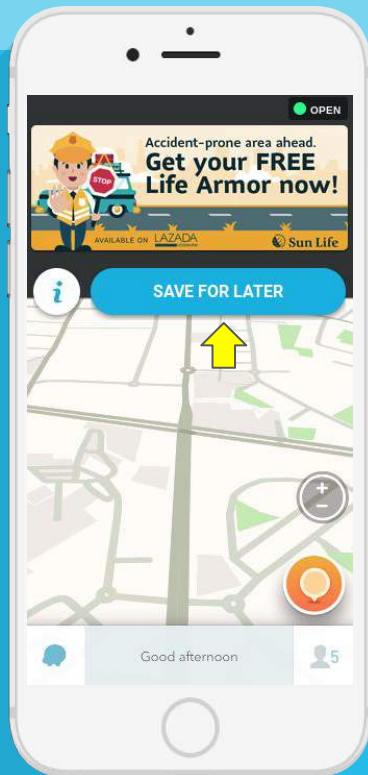 OPEN
Accident-prone area ahead.
Get your FREE
Life Armor now!
STOP
AVAILABLE ON LAZADA
Sun Life
i
SAVE FOR LATER
+
−
Good afternoon
5